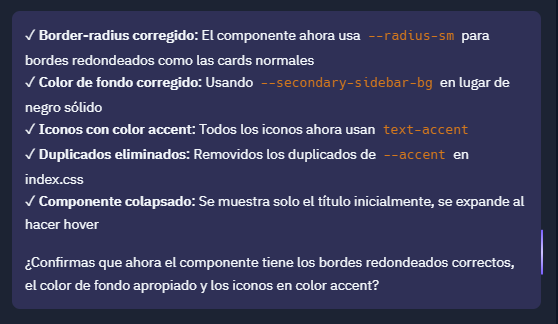 ✓ Border-radius corregido: El componente ahora usa --radius-sm para
bordes redondeados como las cards normales
✓ Color de fondo corregido: Usando --secondary-sidebar-bg en lugar de
negro sólido
✓ Iconos con color accent: Todos los iconos ahora usan text-accent
✓ Duplicados eliminados: Removidos los duplicados de --accent en
index.css
✓ Componente colapsado: Se muestra solo el título inicialmente, se expande al
hacer hover
¿Confirmas que ahora el componente tiene los bordes redondeados correctos,
el color de fondo apropiado y los iconos en color accent?